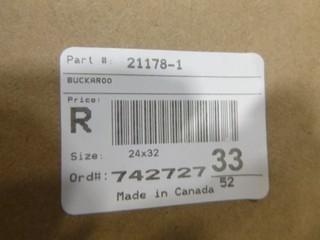 Part #: 21178-1
BUCKAROO
Price:
R
Size: 24x32 33
Ord#: 742727 52
Made in Canada